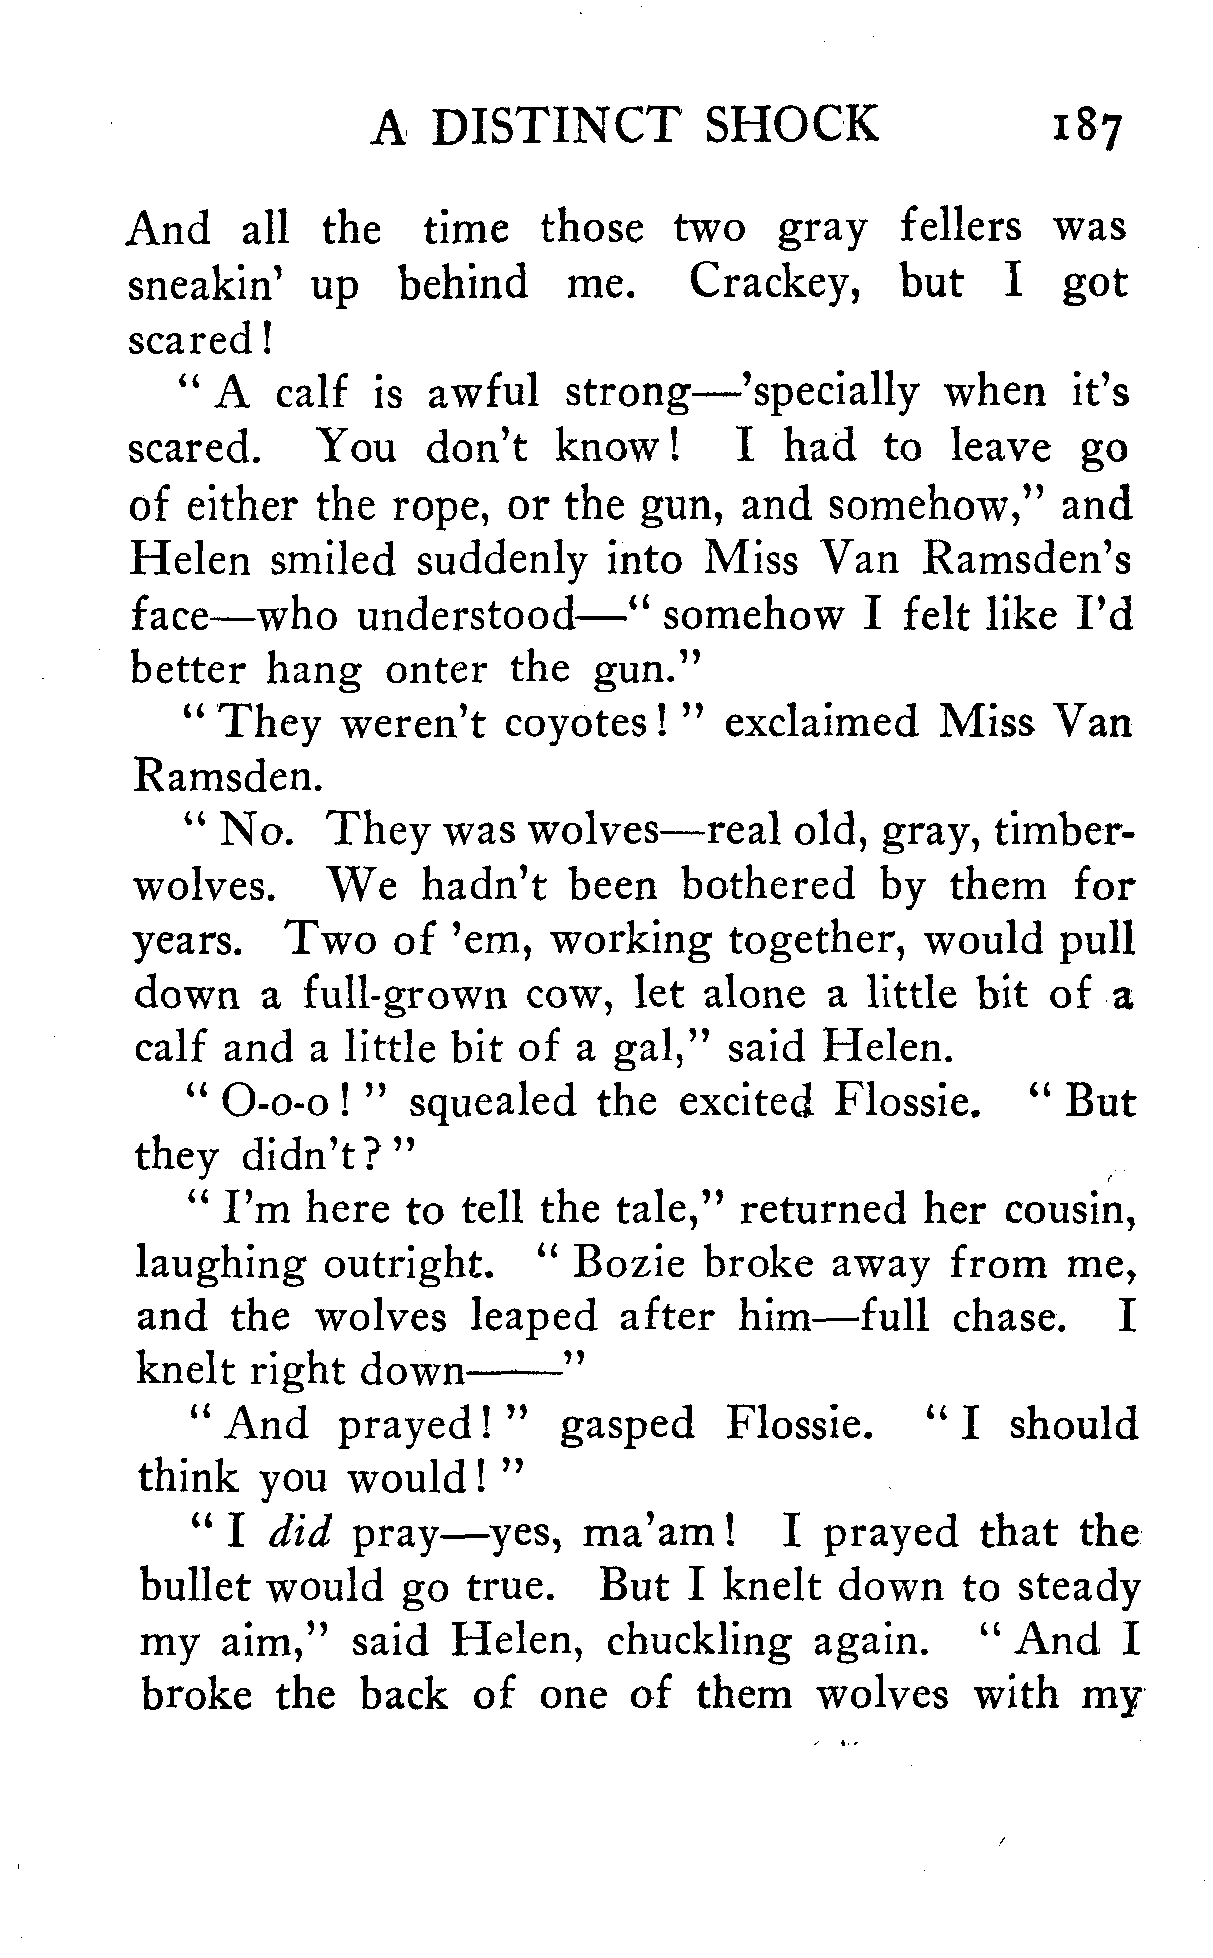 A DISTINCT SHOCK 187
And all the time those two gray fellers was
sneakin' up behind me. Crackey, but I got
scared!
" A calf is awful strong—'specially when it's
scared. You don't know! I had to leave go
of either the rope, or the gun, and somehow," and
Helen smiled suddenly into Miss Van Ramsden's
face—who understood—" somehow I felt like I'd
better hang onter the gun."
" They weren't coyotes! " exclaimed Miss Van
Ramsden.
" No. They was wolves—real old, gray, timber-
wolves. We hadn't been bothered by them for
years. Two of 'em, working together, would pull
down a full-grown cow, let alone a little bit of a
calf and a little bit of a gal," said Helen.
" O-o-o! " squealed the excited Flossie. " But
they didn't? "
" I'm here to tell the tale," returned her cousin,
laughing outright. " Bozie broke away from me,
and the wolves leaped after him—full chase. I
knelt right down——"
" And prayed! " gasped Flossie. " I should
think you would! "
" I did pray—yes, ma'am! I prayed that the
bullet would go true. But I knelt down to steady
my aim," said Helen, chuckling again. " And I
broke the back of one of them wolves with my